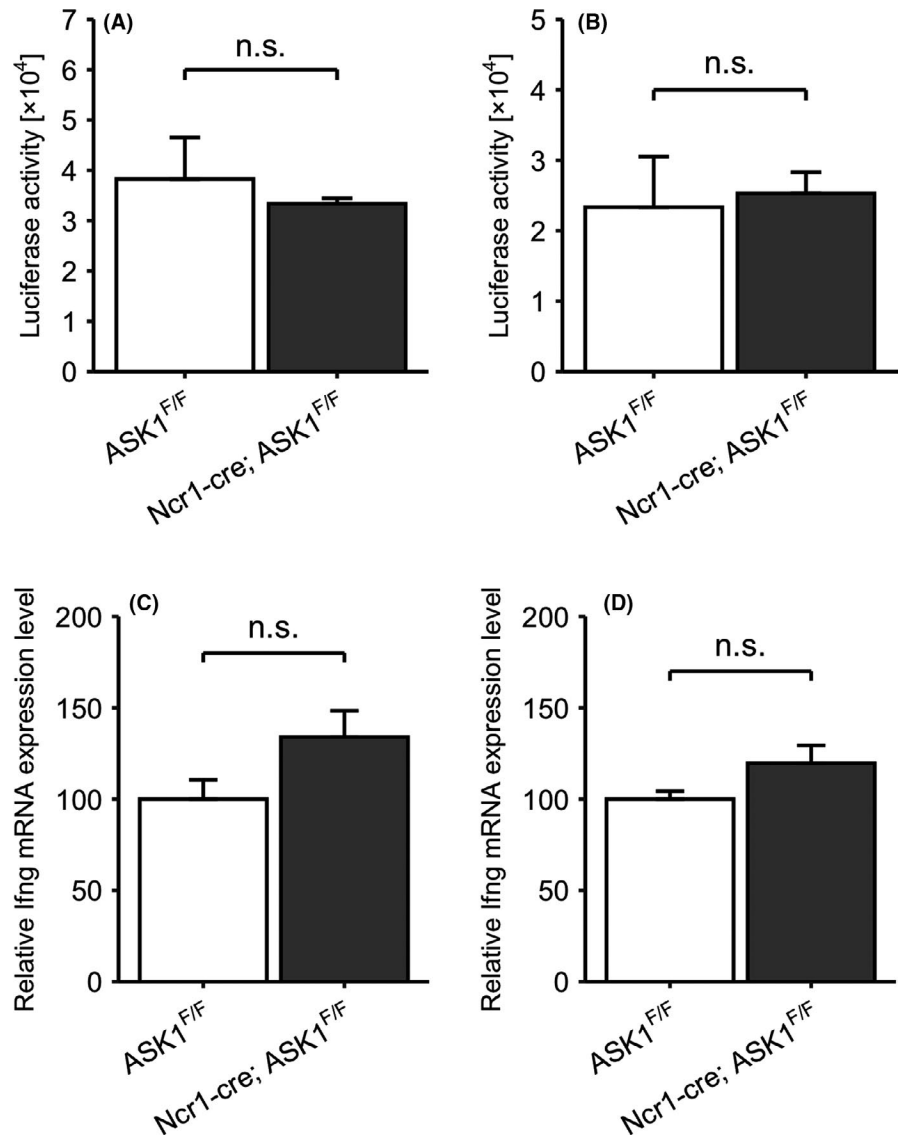 (A)
Luciferase activity [×10⁴]
7
6
5
4
3
2
1
0
n.s.
ASK1^F/F
Ncr1-cre; ASK1^F/F
(B)
Luciferase activity [×10⁴]
5
4
3
2
1
0
n.s.
ASK1^F/F
Ncr1-cre; ASK1^F/F
(C)
Relative Ifng mRNA expression level
200
150
100
50
0
n.s.
ASK1^F/F
Ncr1-cre; ASK1^F/F
(D)
Relative Ifng mRNA expression level
200
150
100
50
0
n.s.
ASK1^F/F
Ncr1-cre; ASK1^F/F